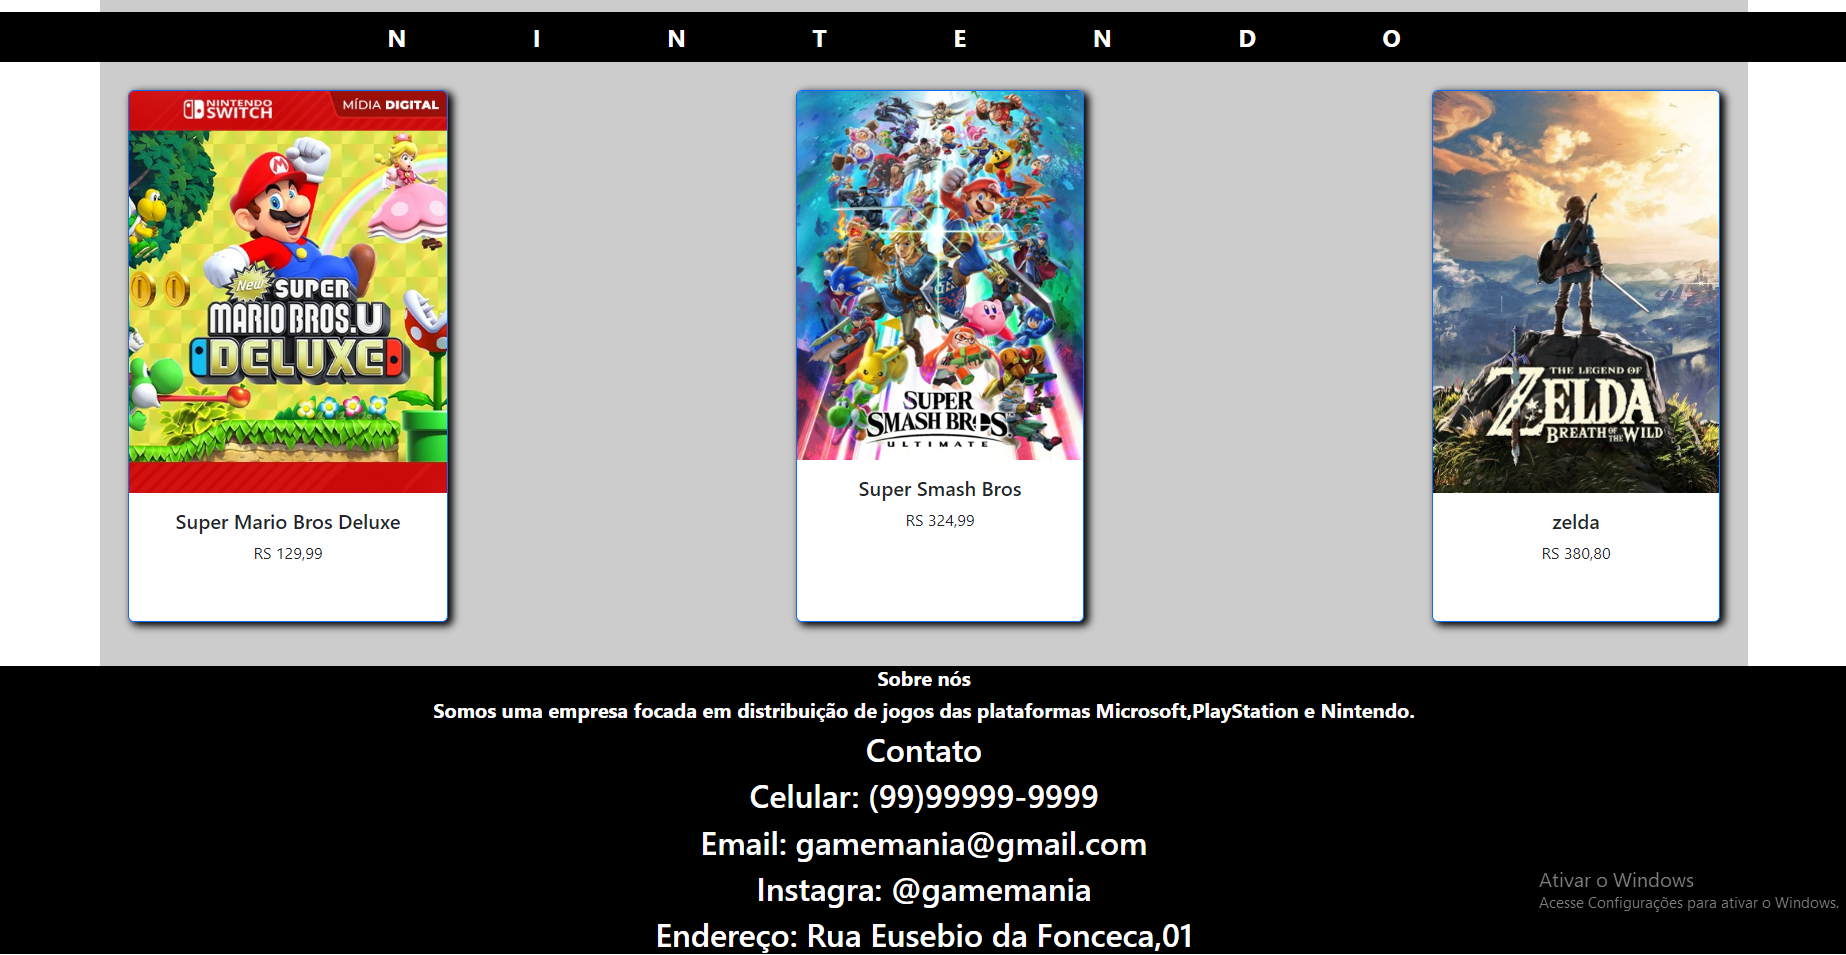 N I N T E N D O
NINTENDO
SWITCH
MÍDIA DIGITAL
M
New
SUPER
MARIO BROS.U
DELUXE
Super Mario Bros Deluxe
RS 129,99
SUPER
SMASH BROS.
ULTIMATE
Super Smash Bros
RS 324,99
THE LEGEND OF
ZELDA
BREATH OF THE WILD
zelda
RS 380,80
Sobre nós
Somos uma empresa focada em distribuição de jogos das plataformas Microsoft,PlayStation e Nintendo.
Contato
Celular: (99)99999-9999
Email: gamemania@gmail.com
Instagra: @gamemania
Endereço: Rua Eusebio da Fonceca,01
Ativar o Windows
Acesse Configurações para ativar o Windows.